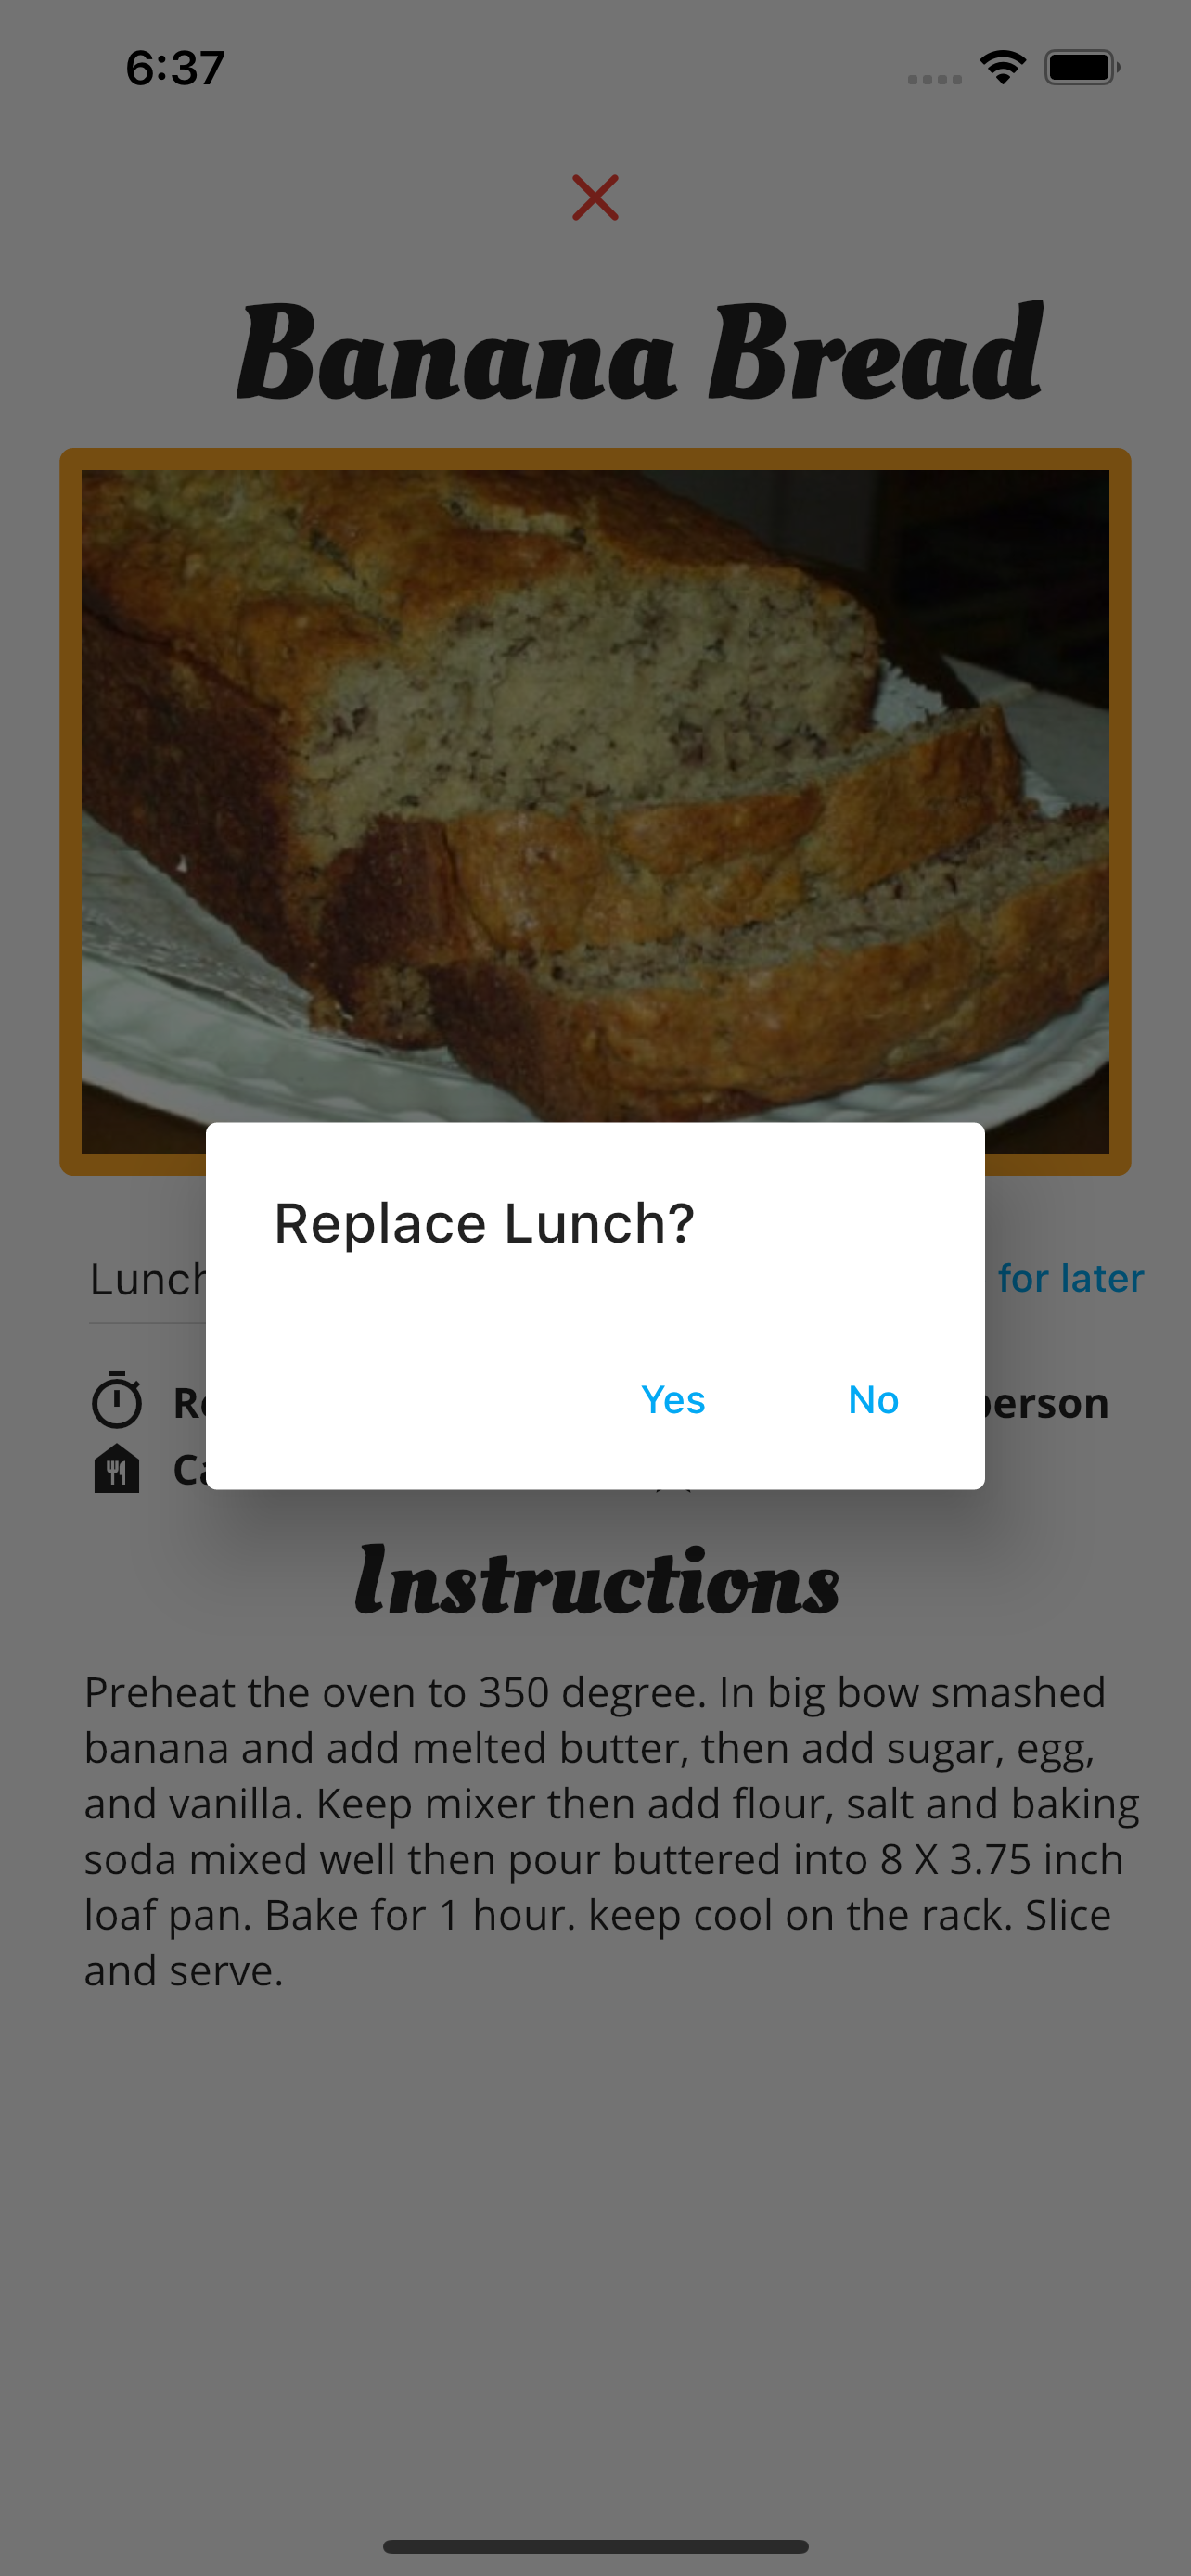 6:37
Banana Bread
Replace Lunch?
Lunch
for later
Yes
No
person
Instructions
Preheat the oven to 350 degree. In big bow smashed
banana and add melted butter, then add sugar, egg,
and vanilla. Keep mixer then add flour, salt and baking
soda mixed well then pour buttered into 8 X 3.75 inch
loaf pan. Bake for 1 hour. keep cool on the rack. Slice
and serve.